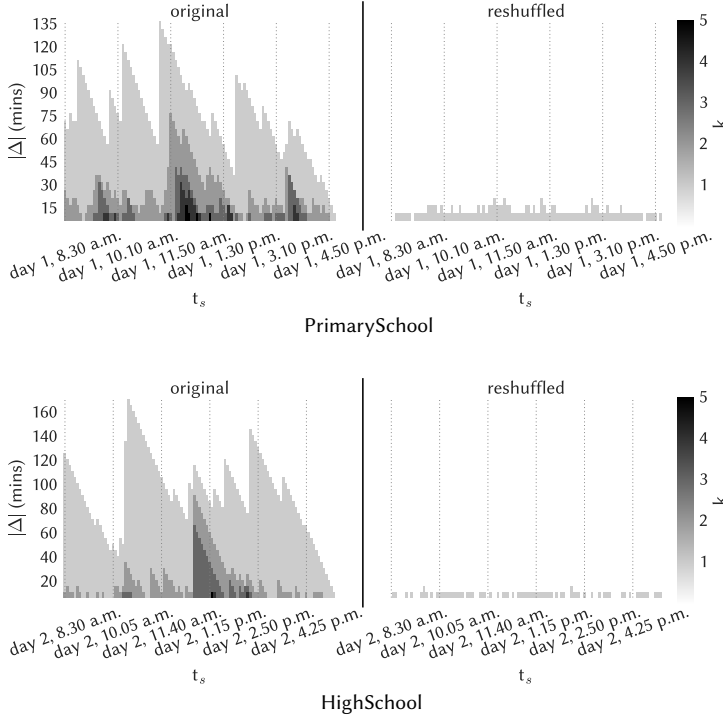 original
reshuffled
135
120
105
90
75
60
45
30
15
|Δ| (mins)
5
4
3
2
1
k
day 1, 8.30 a.m.
day 1, 10.10 a.m.
day 1, 11.50 a.m.
day 1, 1.30 p.m.
day 1, 3.10 p.m.
day 1, 4.50 p.m.
day 1, 8.30 a.m.
day 1, 10.10 a.m.
day 1, 11.50 a.m.
day 1, 1.30 p.m.
day 1, 3.10 p.m.
day 1, 4.50 p.m.
ts
ts
PrimarySchool
original
reshuffled
160
140
120
100
80
60
40
20
|Δ| (mins)
5
4
3
2
1
k
day 2, 8.30 a.m.
day 2, 10.05 a.m.
day 2, 11.40 a.m.
day 2, 1.15 p.m.
day 2, 2.50 p.m.
day 2, 4.25 p.m.
day 2, 8.30 a.m.
day 2, 10.05 a.m.
day 2, 11.40 a.m.
day 2, 1.15 p.m.
day 2, 2.50 p.m.
day 2, 4.25 p.m.
ts
ts
HighSchool